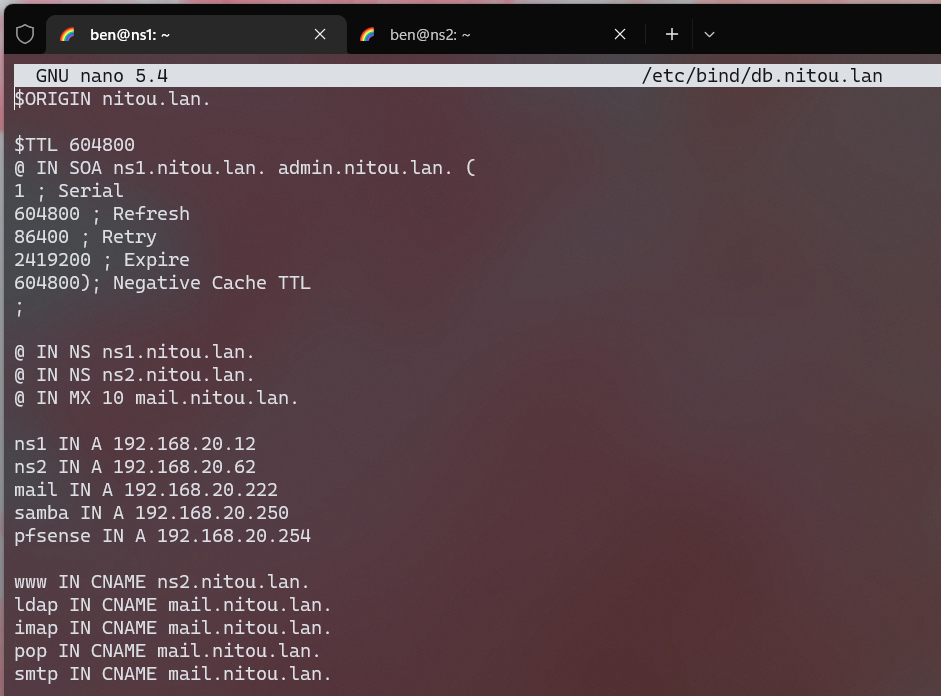 ben@ns1: ~
ben@ns2: ~
GNU nano 5.4 /etc/bind/db.nitou.lan
$ORIGIN nitou.lan.
$TTL 604800
@ IN SOA ns1.nitou.lan. admin.nitou.lan. (
1 ; Serial
604800 ; Refresh
86400 ; Retry
2419200 ; Expire
604800); Negative Cache TTL
;
@ IN NS ns1.nitou.lan.
@ IN NS ns2.nitou.lan.
@ IN MX 10 mail.nitou.lan.
ns1 IN A 192.168.20.12
ns2 IN A 192.168.20.62
mail IN A 192.168.20.222
samba IN A 192.168.20.250
pfsense IN A 192.168.20.254
www IN CNAME ns2.nitou.lan.
ldap IN CNAME mail.nitou.lan.
imap IN CNAME mail.nitou.lan.
pop IN CNAME mail.nitou.lan.
smtp IN CNAME mail.nitou.lan.